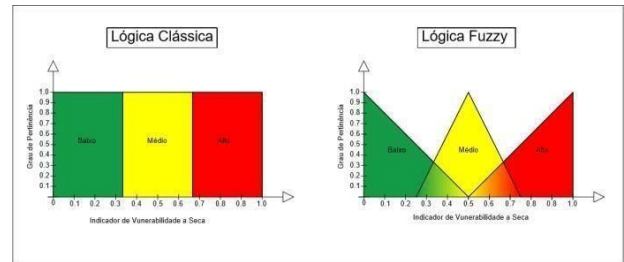 Lógica Clássica
Lógica Fuzzy
Grau de Pertinência
1.0
0.9
0.8
0.7
0.6
0.5
0.4
0.3
0.2
0.1
Baixo
Médio
Alto
0 0.1 0.2 0.3 0.4 0.5 0.6 0.7 0.8 0.9 1.0
Indicador de Vunerabilidade a Seca
Grau de Pertinência
1.0
0.9
0.8
0.7
0.6
0.5
0.4
0.3
0.2
0.1
Baixo
Médio
Alto
0 0.1 0.2 0.3 0.4 0.5 0.6 0.7 0.8 0.9 1.0
Indicador de Vunerabilidade a Seca